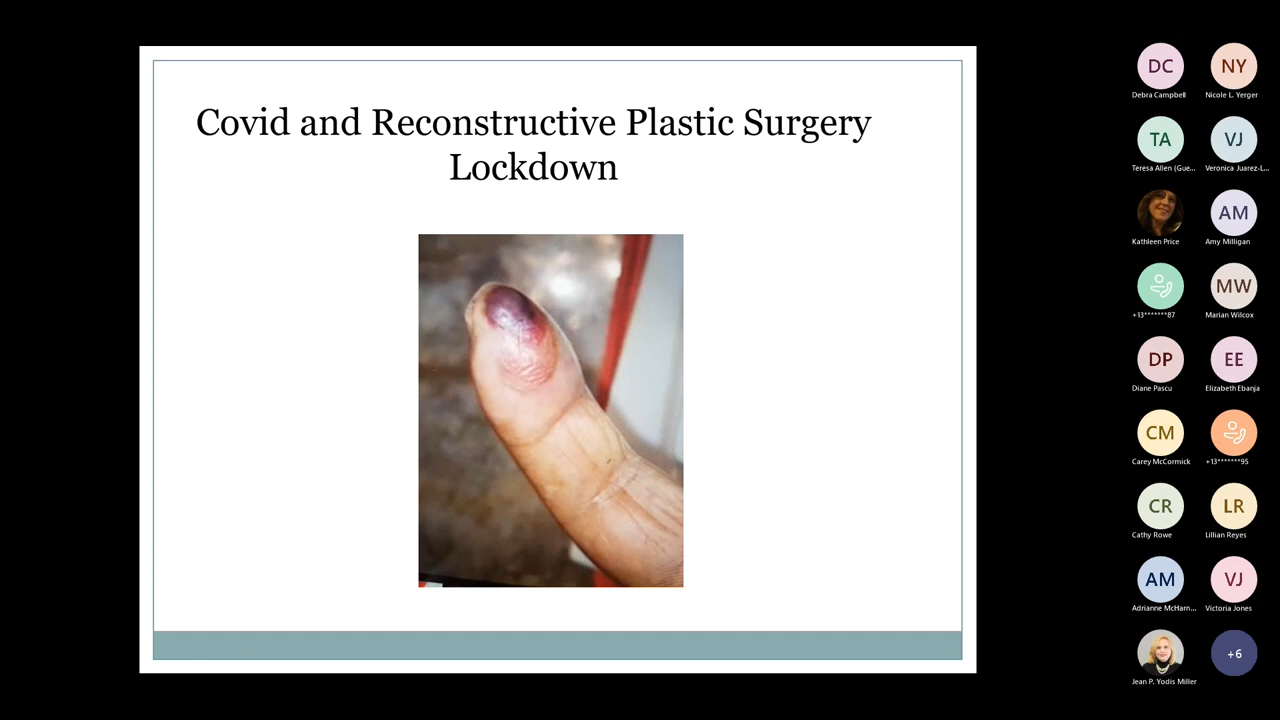 Covid and Reconstructive Plastic Surgery
Lockdown
DC
NY
Debra Campbell
Nicole L. Yerger
TA
VJ
Teresa Allen (Gue...
Veronica Juarez-L...
AM
Kathleen Price
Amy Milligan
MW
+13*******87
Marian Wilcox
DP
EE
Diane Pascu
Elizabeth Ebanja
CM
Carey McCormick
+13*******95
CR
LR
Cathy Rowe
Lillian Reyes
AM
VJ
Adrianne McHarn...
Victoria Jones
+6
Jean P. Yodis Miller